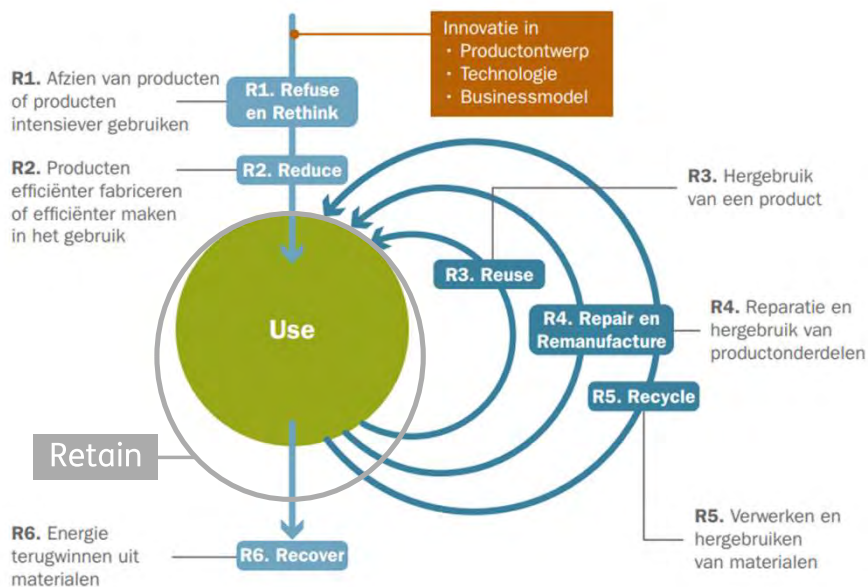 Innovatie in
· Productontwerp
· Technologie
· Businessmodel
R1. Afzien van producten
of producten
intensiever gebruiken
R1. Refuse
en Rethink
R2. Producten
efficiënter fabriceren
of efficiënter maken
in het gebruik
R2. Reduce
R3. Hergebruik
van een product
R3. Reuse
Use
R4. Repair en
Remanufacture
R4. Reparatie en
hergebruik van
productonderdelen
R5. Recycle
Retain
R5. Verwerken en
hergebruiken
van materialen
R6. Energie
terugwinnen uit
materialen
R6. Recover